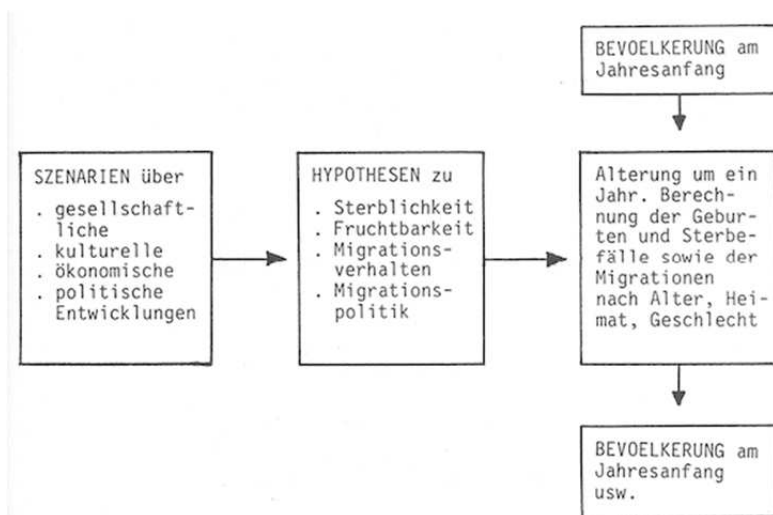 BEVOELKERUNG am
Jahresanfang
SZENARIEN über
. gesellschaft-
liche
. kulturelle
. ökonomische
. politische
Entwicklungen
HYPOTHESEN zu
. Sterblichkeit
. Fruchtbarkeit
. Migrations-
verhalten
. Migrations-
politik
Alterung um ein
Jahr. Berech-
nung der Gebur-
ten und Sterbe-
fälle sowie der
Migrationen
nach Alter, Hei-
mat, Geschlecht
BEVOELKERUNG am
Jahresanfang
usw.